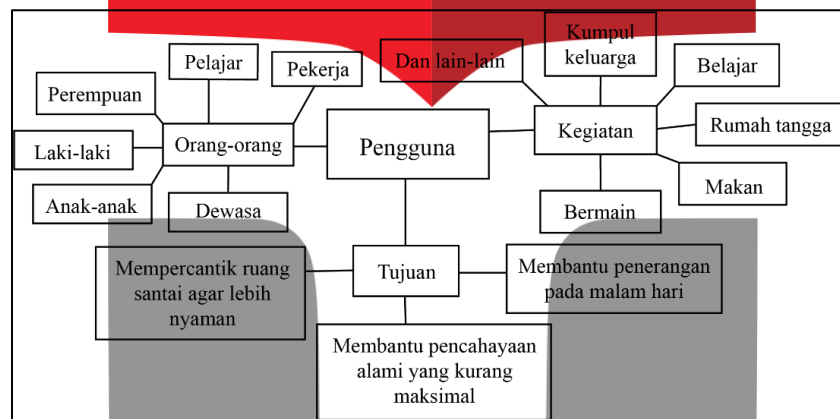 Kumpul
keluarga
Pelajar
Pekerja
Dan lain-lain
Belajar
Perempuan
Rumah tangga
Laki-laki
Orang-orang
Pengguna
Kegiatan
Anak-anak
Dewasa
Makan
Bermain
Mempercantik ruang
santai agar lebih
nyaman
Tujuan
Membantu penerangan
pada malam hari
Membantu pencahayaan
alami yang kurang
maksimal